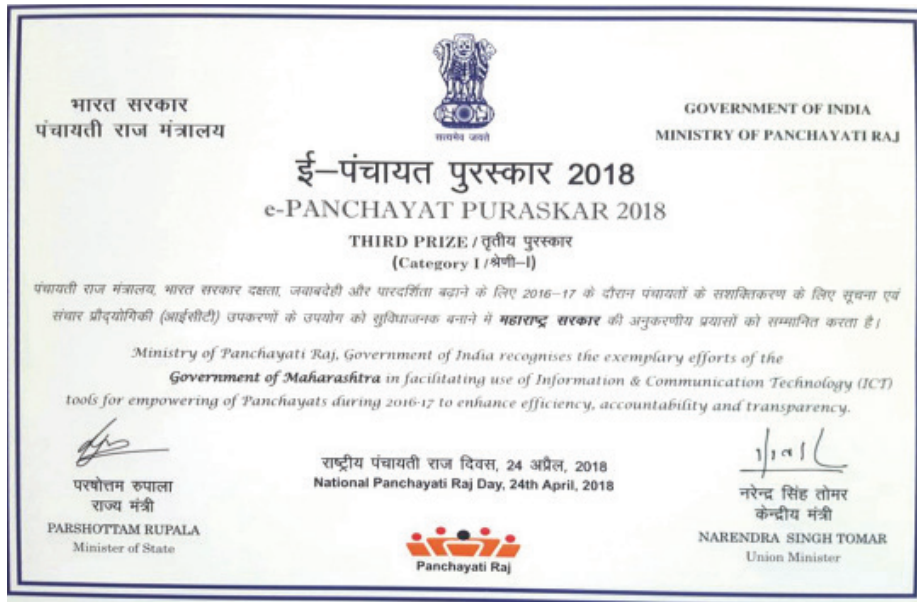 भारत सरकार
पंचायती राज मंत्रालय
सत्यमेव जयते
GOVERNMENT OF INDIA
MINISTRY OF PANCHAYATI RAJ
ई–पंचायत पुरस्कार 2018
e-PANCHAYAT PURASKAR 2018
THIRD PRIZE / तृतीय पुरस्कार
(Category I /श्रेणी–I)
पंचायती राज मंत्रालय, भारत सरकार दक्षता, जवाबदेही और पारदर्शिता बढ़ाने के लिए 2016–17 के दौरान पंचायतों के सशक्तिकरण के लिए सूचना एवं
संचार प्रौद्योगिकी (आईसीटी) उपकरणों के उपयोग को सुविधाजनक बनाने में महाराष्ट्र सरकार की अनुकरणीय प्रयासों को सम्मानित करता है।
Ministry of Panchayati Raj, Government of India recognises the exemplary efforts of the
Government of Maharashtra in facilitating use of Information & Communication Technology (ICT)
tools for empowering of Panchayats during 2016-17 to enhance efficiency, accountability and transparency.
परषोत्तम रुपाला
राज्य मंत्री
PARSHOTTAM RUPALA
Minister of State
राष्ट्रीय पंचायती राज दिवस, 24 अप्रैल, 2018
National Panchayati Raj Day, 24th April, 2018
Panchayati Raj
नरेन्द्र सिंह तोमर
केन्द्रीय मंत्री
NARENDRA SINGH TOMAR
Union Minister